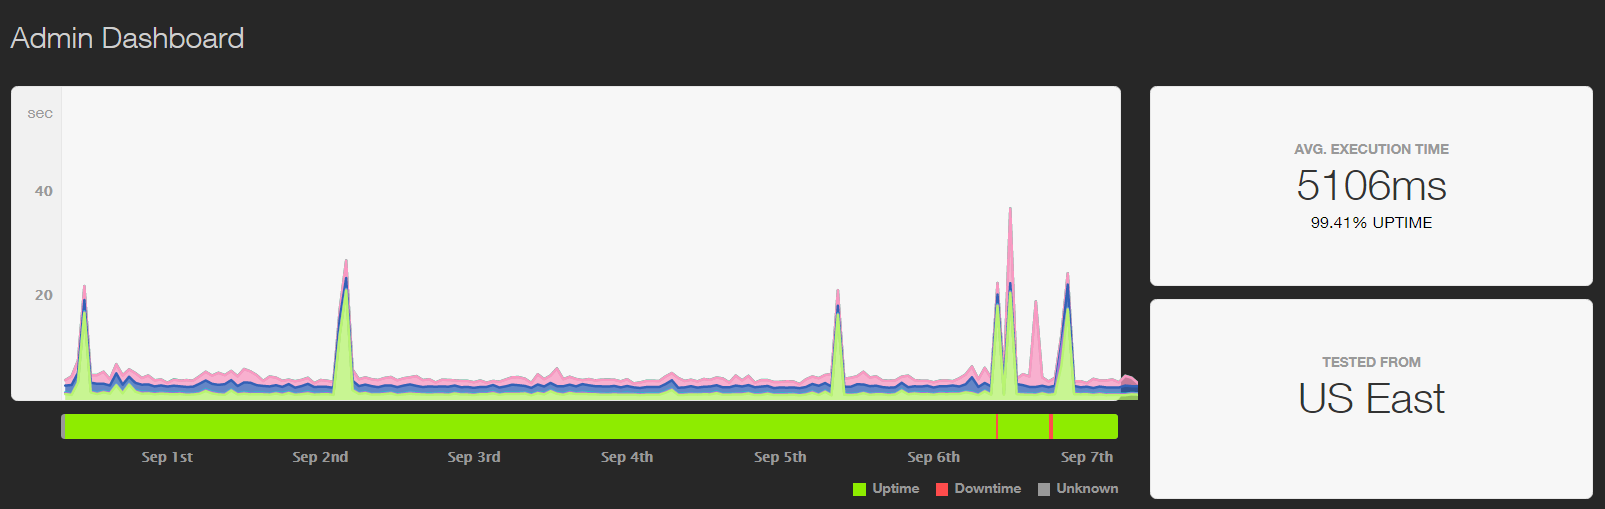 Admin Dashboard
sec
40
20
Sep 1st Sep 2nd Sep 3rd Sep 4th Sep 5th Sep 6th Sep 7th
Uptime Downtime Unknown
AVG. EXECUTION TIME
5106ms
99.41% UPTIME
TESTED FROM
US East